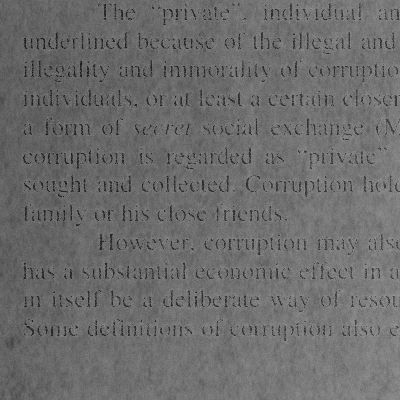 The "private", individual an
underlined because of the illegal and
illegality and immorality of corruptio
individuals, or at least a certain closen
a form of secret social exchange (M
corruption is regarded as "private"
sought and collected. Corruption hold
family or his close friends.
However, corruption may also
has a substantial economic effect in a
in itself be a deliberate way of resou
Some definitions of corruption also e